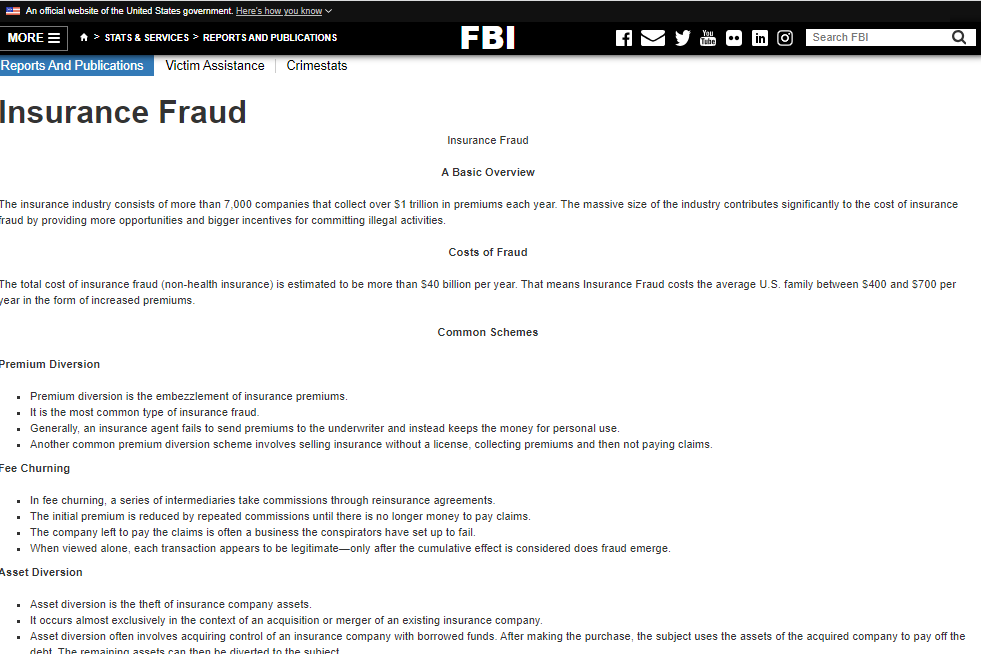 An official website of the United States government. Here's how you know
MORE
> STATS & SERVICES > REPORTS AND PUBLICATIONS
FBI
You Tube
in
Search FBI
Reports And Publications
Victim Assistance
Crimestats
Insurance Fraud
Insurance Fraud
A Basic Overview
The insurance industry consists of more than 7,000 companies that collect over $1 trillion in premiums each year. The massive size of the industry contributes significantly to the cost of insurance
fraud by providing more opportunities and bigger incentives for committing illegal activities.
Costs of Fraud
The total cost of insurance fraud (non-health insurance) is estimated to be more than $40 billion per year. That means Insurance Fraud costs the average U.S. family between $400 and $700 per
year in the form of increased premiums.
Common Schemes
Premium Diversion
▪ Premium diversion is the embezzlement of insurance premiums.
▪ It is the most common type of insurance fraud.
▪ Generally, an insurance agent fails to send premiums to the underwriter and instead keeps the money for personal use.
▪ Another common premium diversion scheme involves selling insurance without a license, collecting premiums and then not paying claims.
Fee Churning
▪ In fee churning, a series of intermediaries take commissions through reinsurance agreements.
▪ The initial premium is reduced by repeated commissions until there is no longer money to pay claims.
▪ The company left to pay the claims is often a business the conspirators have set up to fail.
▪ When viewed alone, each transaction appears to be legitimate—only after the cumulative effect is considered does fraud emerge.
Asset Diversion
▪ Asset diversion is the theft of insurance company assets.
▪ It occurs almost exclusively in the context of an acquisition or merger of an existing insurance company.
▪ Asset diversion often involves acquiring control of an insurance company with borrowed funds. After making the purchase, the subject uses the assets of the acquired company to pay off the
debt. The remaining assets can then be diverted to the subject.